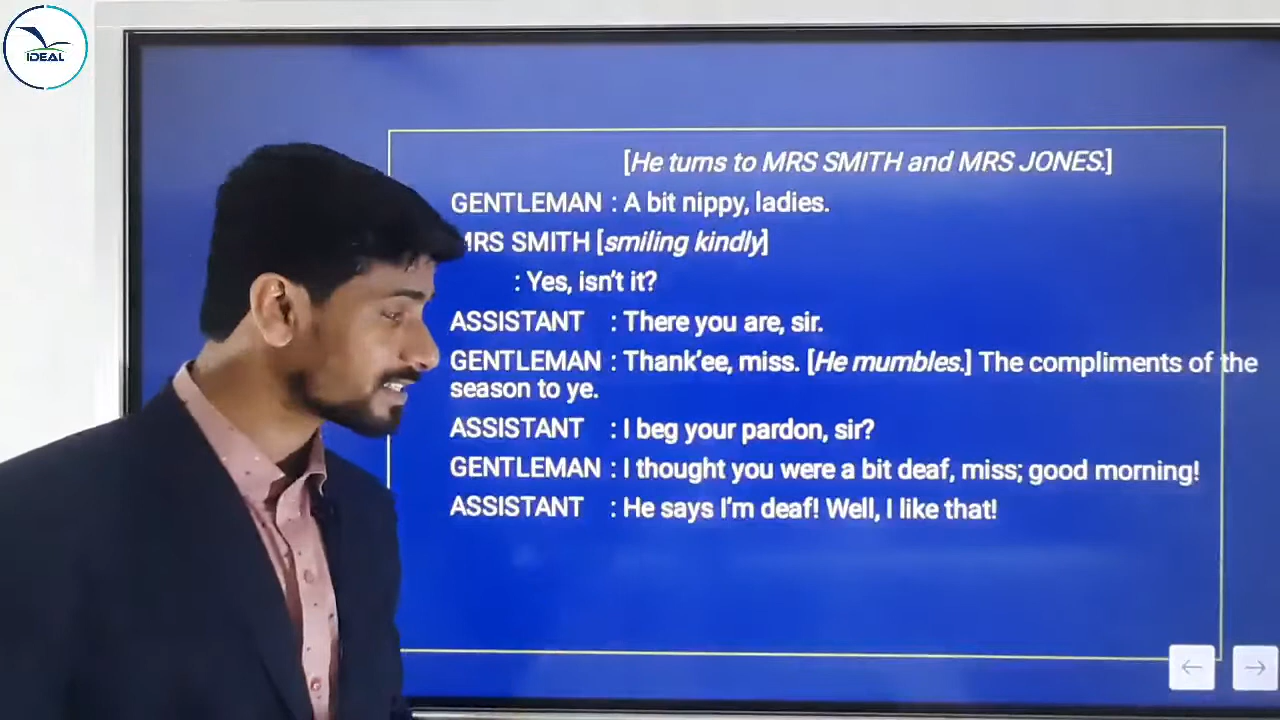 IDEAL
[He turns to MRS SMITH and MRS JONES.]
GENTLEMAN : A bit nippy, ladies.
MRS SMITH [smiling kindly]
: Yes, isn't it?
ASSISTANT : There you are, sir.
GENTLEMAN : Thank'ee, miss. [He mumbles.] The compliments of the
season to ye.
ASSISTANT : I beg your pardon, sir?
GENTLEMAN : I thought you were a bit deaf, miss; good morning!
ASSISTANT : He says I'm deaf! Well, I like that!